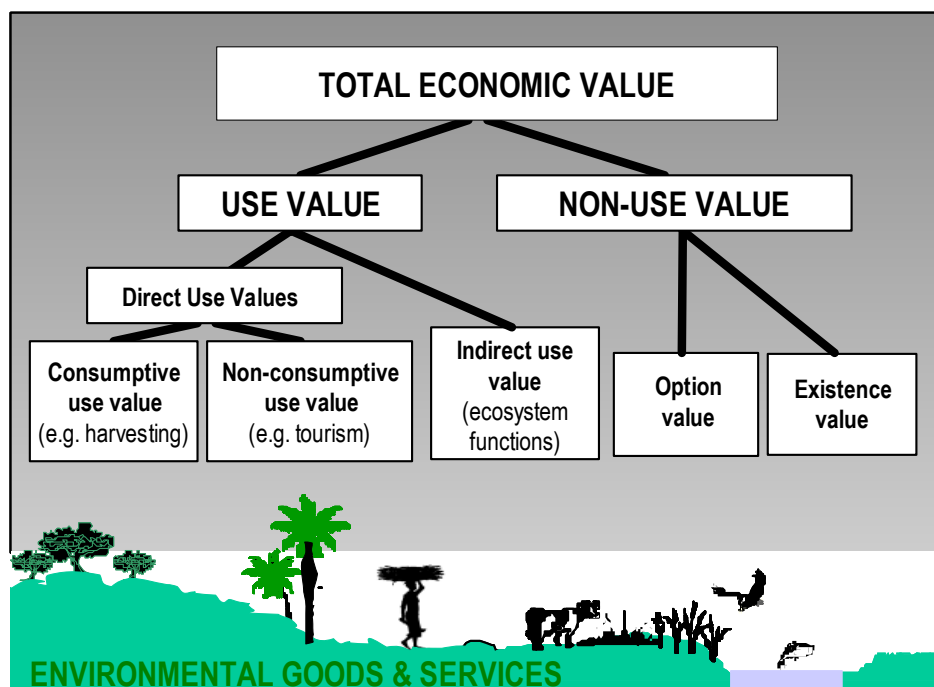 TOTAL ECONOMIC VALUE
USE VALUE
NON-USE VALUE
Direct Use Values
Consumptive
use value
(e.g. harvesting)
Non-consumptive
use value
(e.g. tourism)
Indirect use
value
(ecosystem
functions)
Option
value
Existence
value
ENVIRONMENTAL GOODS & SERVICES